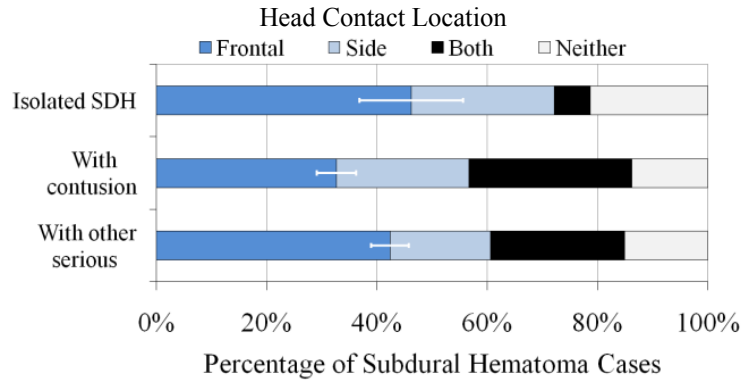 Head Contact Location
Frontal Side Both Neither
Isolated SDH
With
contusion
With other
serious
0% 20% 40% 60% 80% 100%
Percentage of Subdural Hematoma Cases